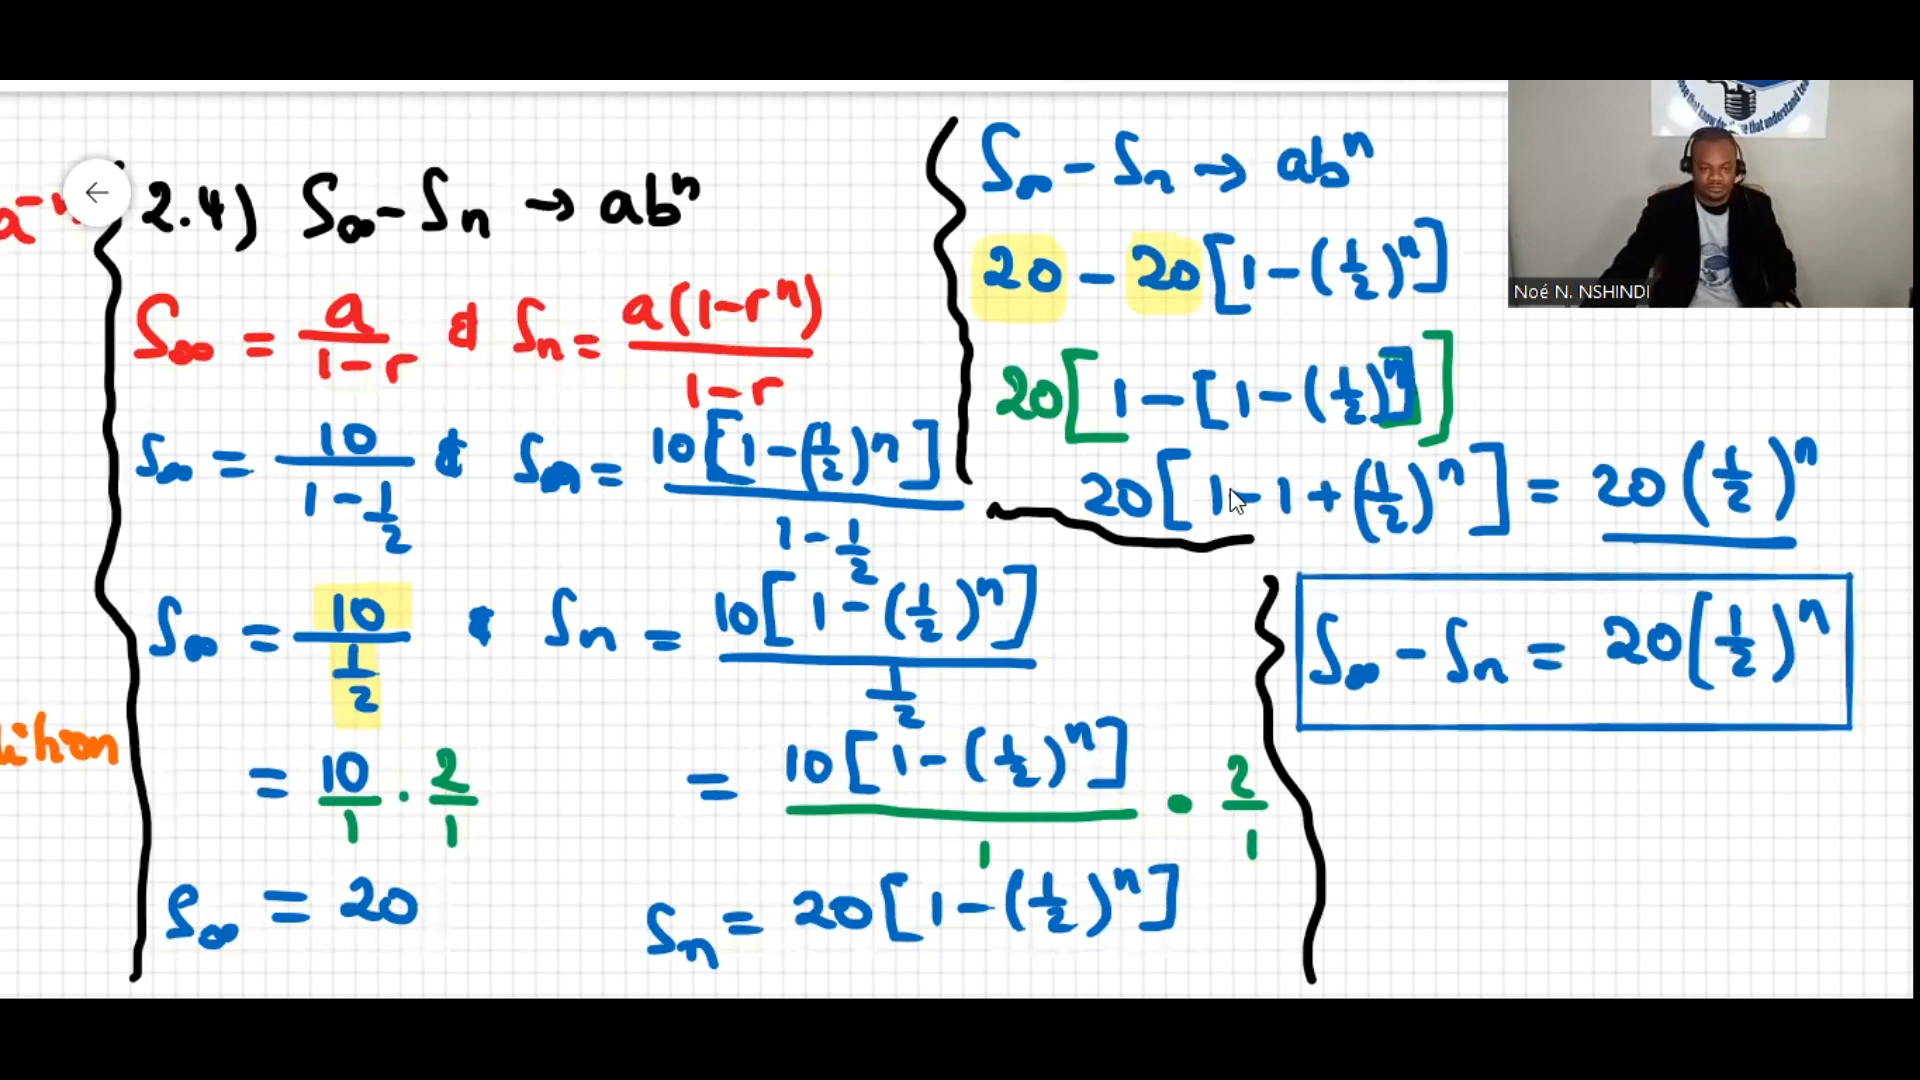 2.4) S∞ - Sn → abⁿ
S∞ = a/(1-r) & Sn = a(1-rⁿ)/(1-r)
S∞ = 10/(1-1/2) & Sn = 10[1-(1/2)ⁿ]/(1-1/2)
S∞ = 10/(1/2) & Sn = 10[1-(1/2)ⁿ]/(1/2)
= 10/1 · 2/1
= 10[1-(1/2)ⁿ]/1 · 2/1
S∞ = 20
Sn = 20[1-(1/2)ⁿ]
S∞ - Sn → abⁿ
20 - 20[1-(1/2)ⁿ]
20[1-[1-(1/2)ⁿ]]
20[1-1+(1/2)ⁿ] = 20(1/2)ⁿ
S∞ - Sn = 20(1/2)ⁿ
Noé N. NSHINDI
that understand